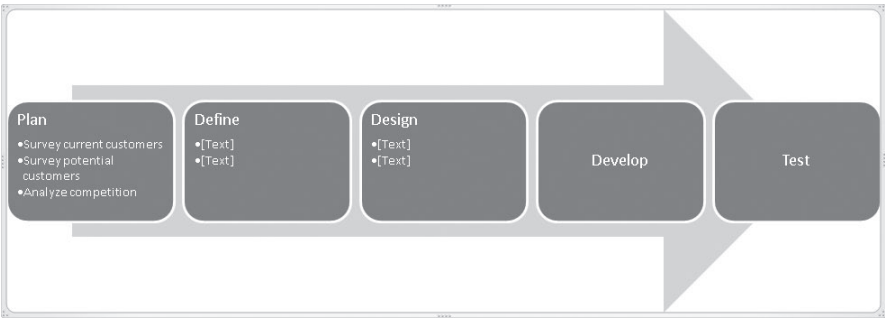 Plan
•Survey current customers
•Survey potential
customers
•Analyze competition
Define
•[Text]
•[Text]
Design
•[Text]
•[Text]
Develop
Test